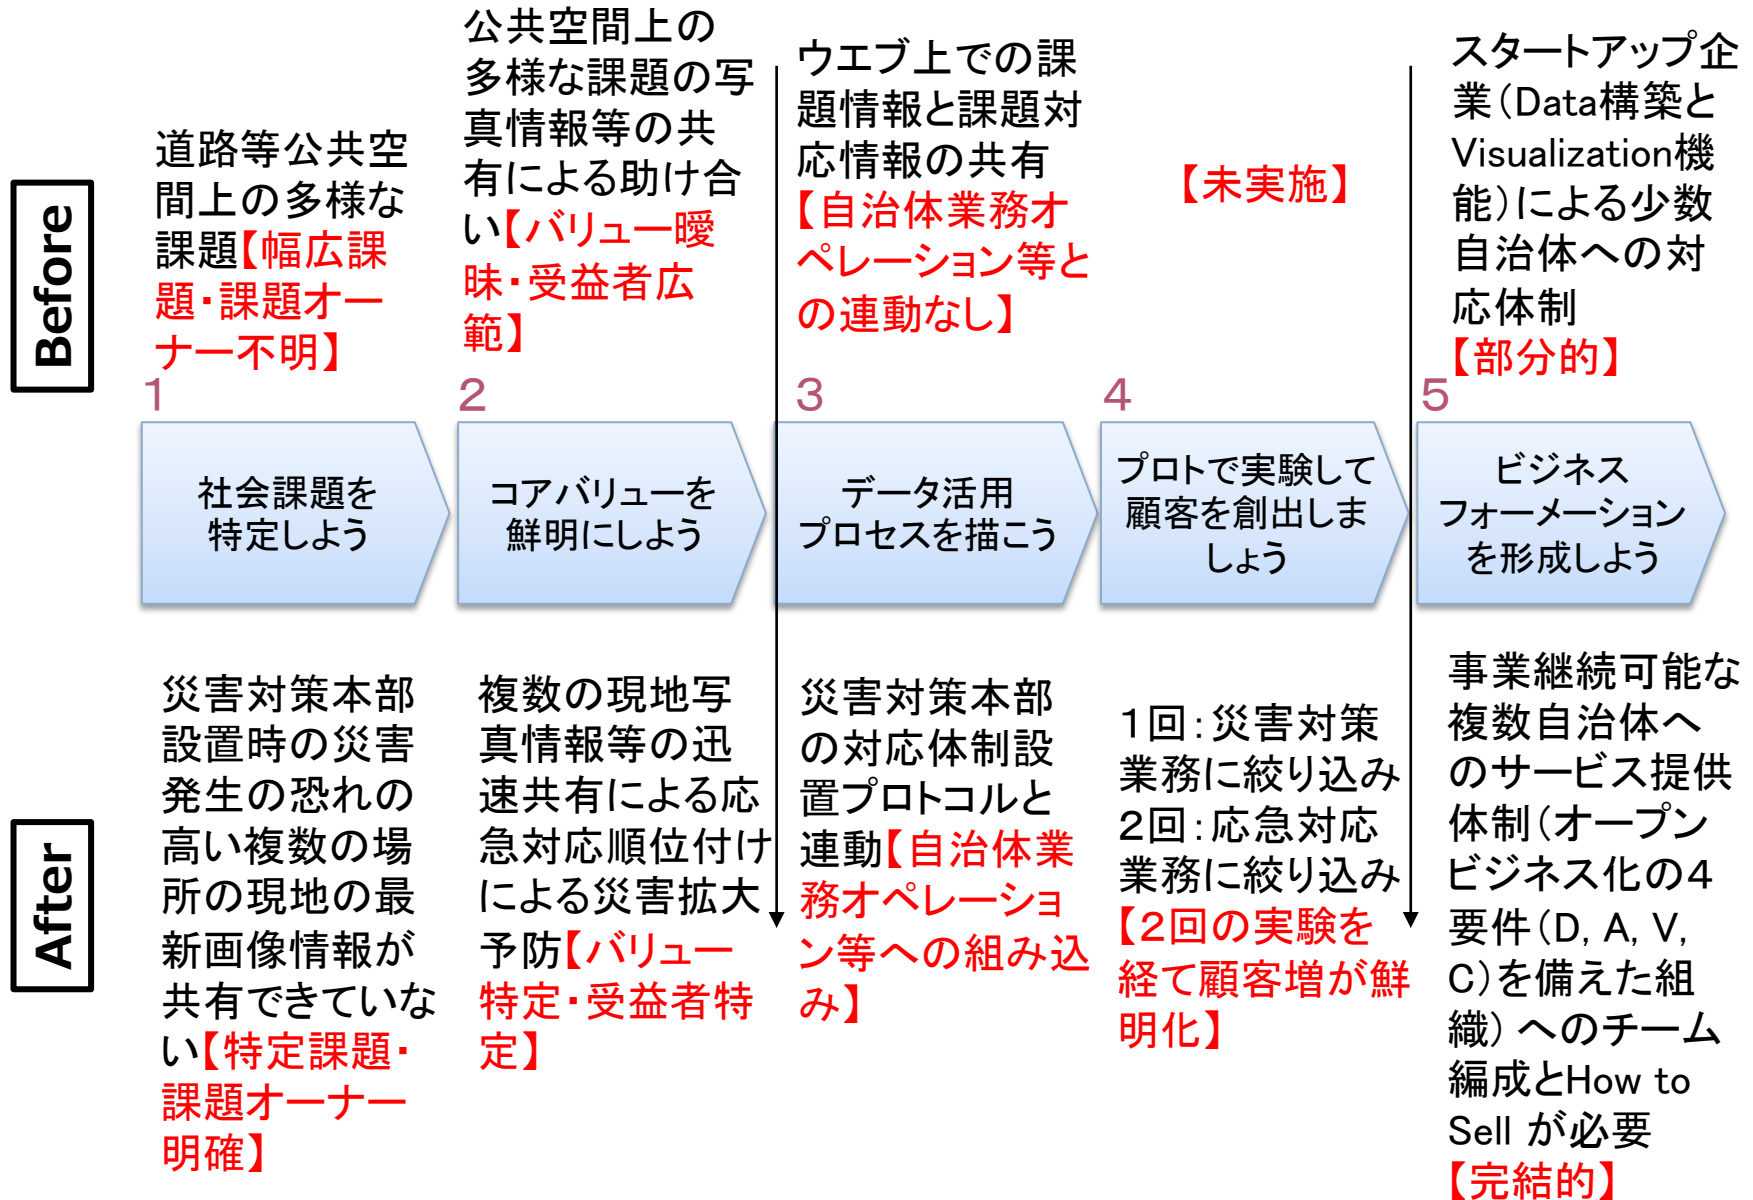 Before
道路等公共空
間上の多様な
課題【幅広課
題・課題オー
ナー不明】
公共空間上の
多様な課題の写
真情報等の共
有による助け合
い【バリュー曖
昧・受益者広
範】
ウエブ上での課
題情報と課題対
応情報の共有
【自治体業務オ
ペレーション等と
の連動なし】
【未実施】
スタートアップ企
業（Data構築と
Visualization機
能）による少数
自治体への対
応体制
【部分的】
1
社会課題を
特定しよう
2
コアバリューを
鮮明にしよう
3
データ活用
プロセスを描こう
4
プロトで実験して
顧客を創出しま
しょう
5
ビジネス
フォーメーション
を形成しよう
After
災害対策本部
設置時の災害
発生の恐れの
高い複数の場
所の現地の最
新画像情報が
共有できていな
い【特定課題・
課題オーナー
明確】
複数の現地写
真情報等の迅
速共有による応
急対応順位付け
による災害拡大
予防【バリュー
特定・受益者特
定】
災害対策本部
の対応体制設
置プロトコルと
連動【自治体業
務オペレーショ
ン等への組み込
み】
1回：災害対策
業務に絞り込み
2回：応急対応
業務に絞り込み
【2回の実験を
経て顧客増が鮮
明化】
事業継続可能な
複数自治体へ
のサービス提供
体制（オープン
ビジネス化の4
要件（D, A, V,
C）を備えた組
織）へのチーム
編成とHow to
Sell が必要
【完結的】